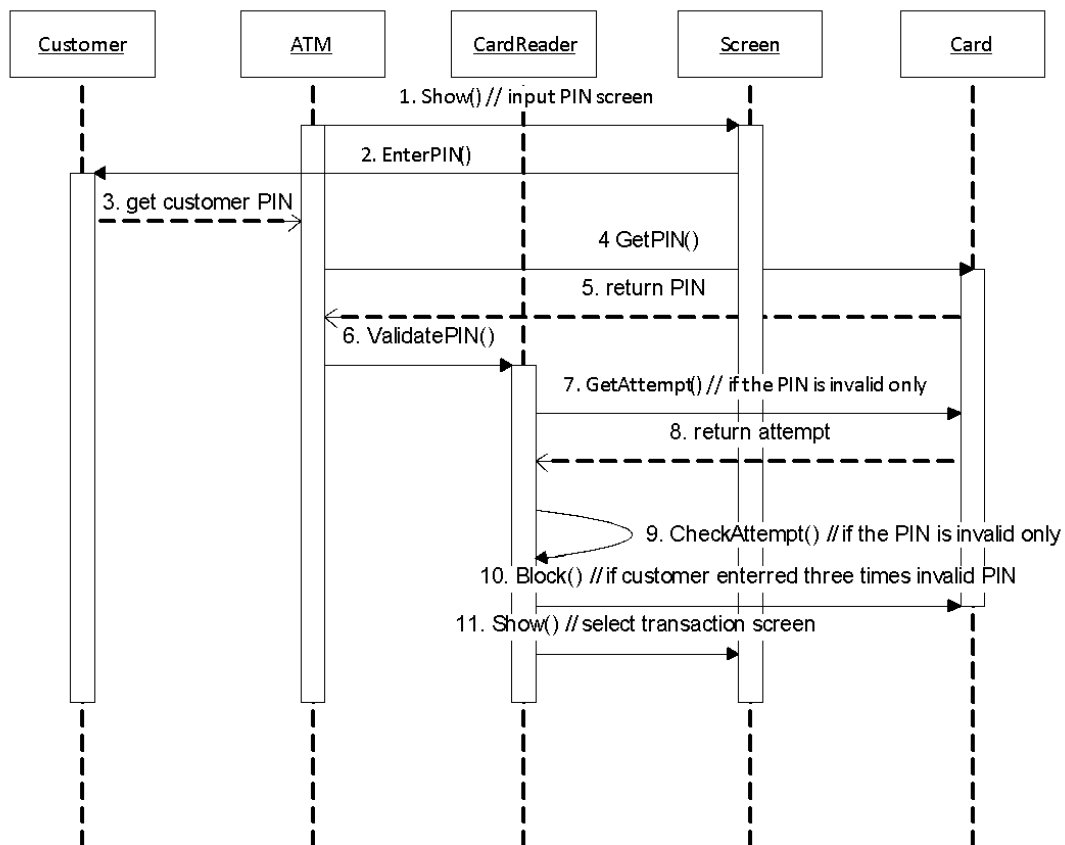 Customer
ATM
CardReader
Screen
Card
1. Show() // input PIN screen
2. EnterPIN()
3. get customer PIN
4 GetPIN()
5. return PIN
6. ValidatePIN()
7. GetAttempt() // if the PIN is invalid only
8. return attempt
9. CheckAttempt() // if the PIN is invalid only
10. Block() // if customer enterred three times invalid PIN
11. Show() // select transaction screen